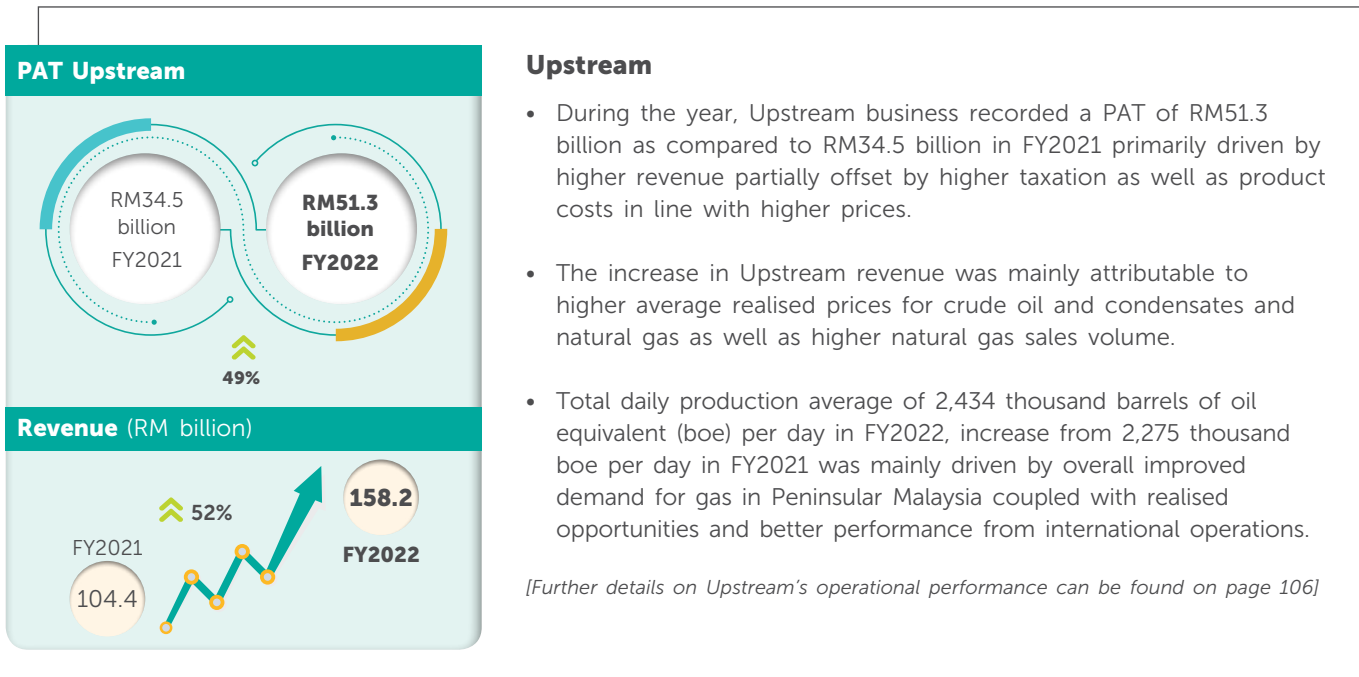 PAT Upstream
RM34.5
billion
FY2021
RM51.3
billion
FY2022
49%
Revenue (RM billion)
52%
158.2
FY2022
FY2021
104.4
Upstream
• During the year, Upstream business recorded a PAT of RM51.3
billion as compared to RM34.5 billion in FY2021 primarily driven by
higher revenue partially offset by higher taxation as well as product
costs in line with higher prices.
• The increase in Upstream revenue was mainly attributable to
higher average realised prices for crude oil and condensates and
natural gas as well as higher natural gas sales volume.
• Total daily production average of 2,434 thousand barrels of oil
equivalent (boe) per day in FY2022, increase from 2,275 thousand
boe per day in FY2021 was mainly driven by overall improved
demand for gas in Peninsular Malaysia coupled with realised
opportunities and better performance from international operations.
[Further details on Upstream's operational performance can be found on page 106]